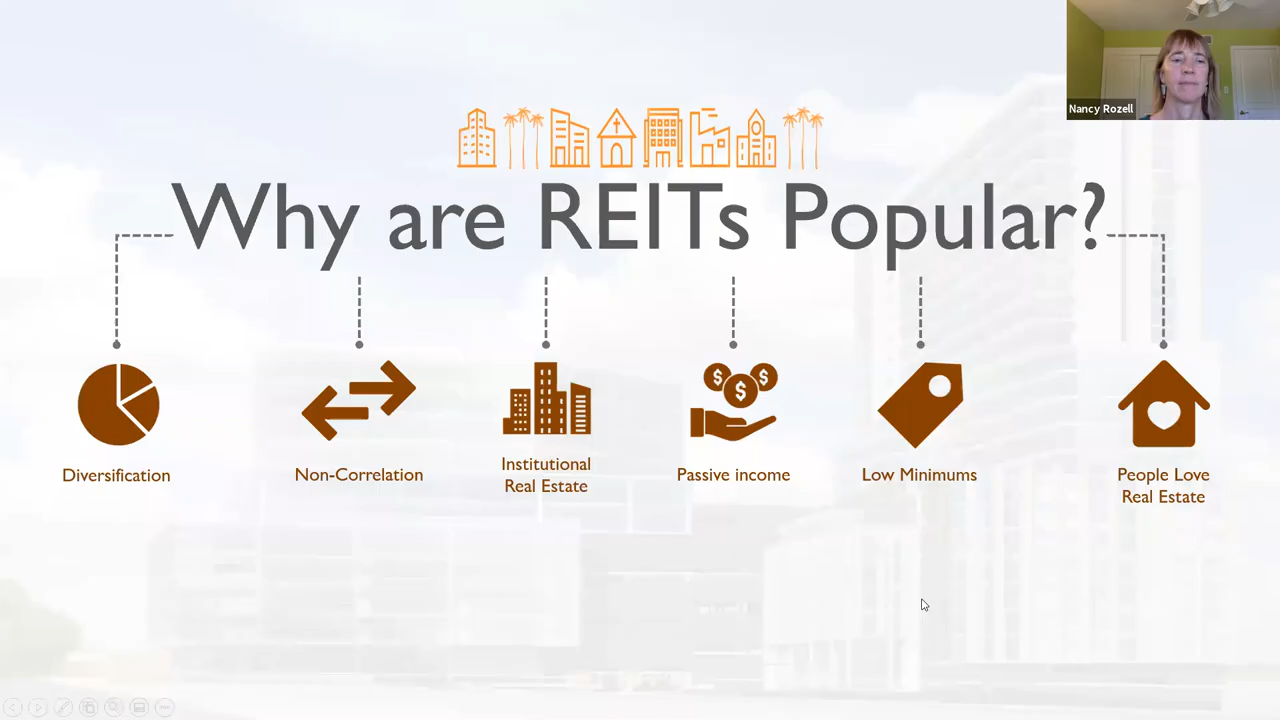 Nancy Rozell
Why are REITs Popular?
Diversification
Non-Correlation
Institutional
Real Estate
Passive income
Low Minimums
People Love
Real Estate